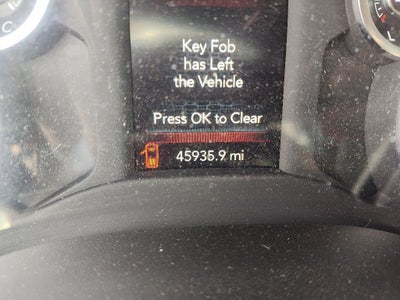 C
L
Key Fob
has Left
the Vehicle
Press OK to Clear
45935.9 mi